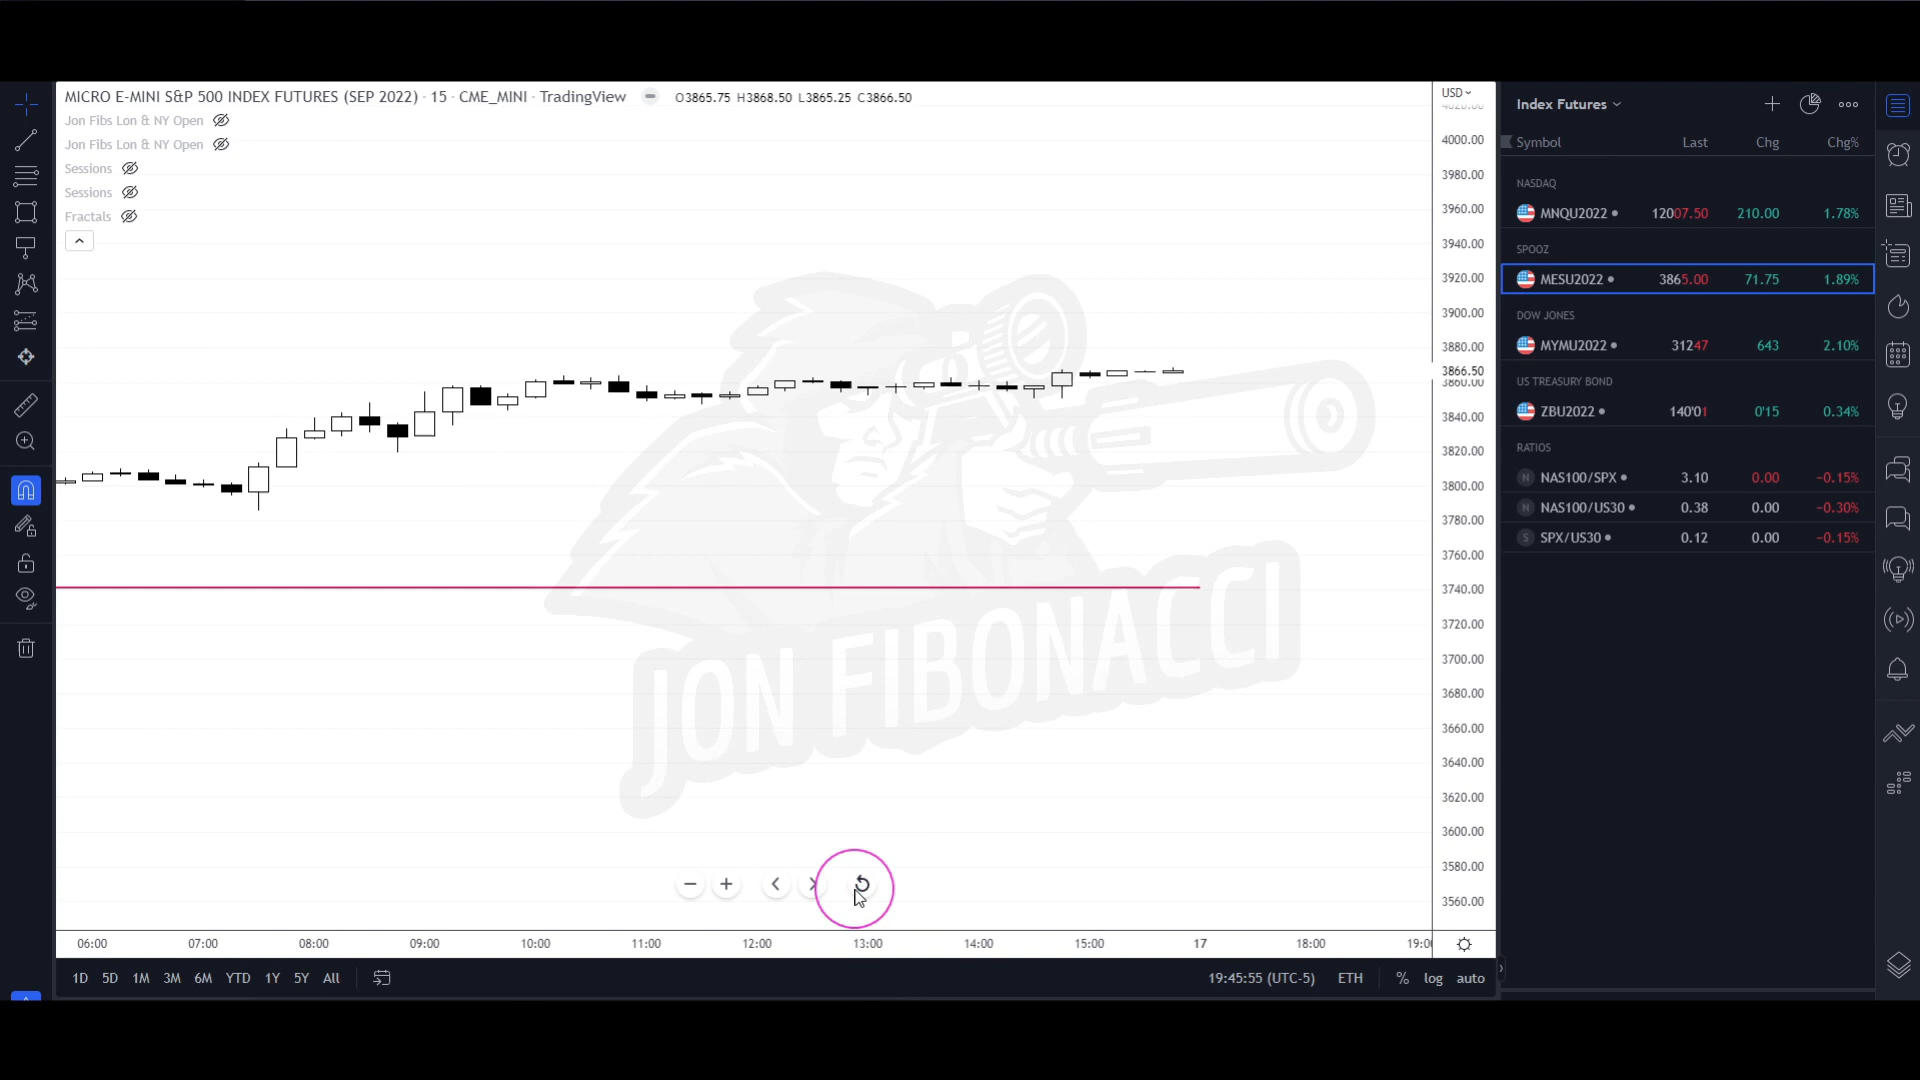 MICRO E-MINI S&P 500 INDEX FUTURES (SEP 2022) · 15 · CME_MINI · TradingView O3865.75 H3868.50 L3865.25 C3866.50
Jon Fibs Lon & NY Open
Jon Fibs Lon & NY Open
Sessions
Sessions
Fractals
USD
4020.00
4000.00
3980.00
3960.00
3940.00
3920.00
3900.00
3880.00
3866.50
3860.00
3840.00
3820.00
3800.00
3780.00
3760.00
3740.00
3720.00
3700.00
3680.00
3660.00
3640.00
3620.00
3600.00
3580.00
3560.00
JON FIBONACCI
06:00 07:00 08:00 09:00 10:00 11:00 12:00 13:00 14:00 15:00 17 18:00 19:0
1D 5D 1M 3M 6M YTD 1Y 5Y All 19:45:55 (UTC-5) ETH % log auto
Index Futures
Symbol Last Chg Chg%
NASDAQ
MNQU2022 12007.50 210.00 1.78%
SPOOZ
MESU2022 3865.00 71.75 1.89%
DOW JONES
MYMU2022 31247 643 2.10%
US TREASURY BOND
ZBU2022 140'01 0'15 0.34%
RATIOS
N NAS100/SPX 3.10 0.00 −0.15%
N NAS100/US30 0.38 0.00 −0.30%
S SPX/US30 0.12 0.00 −0.15%